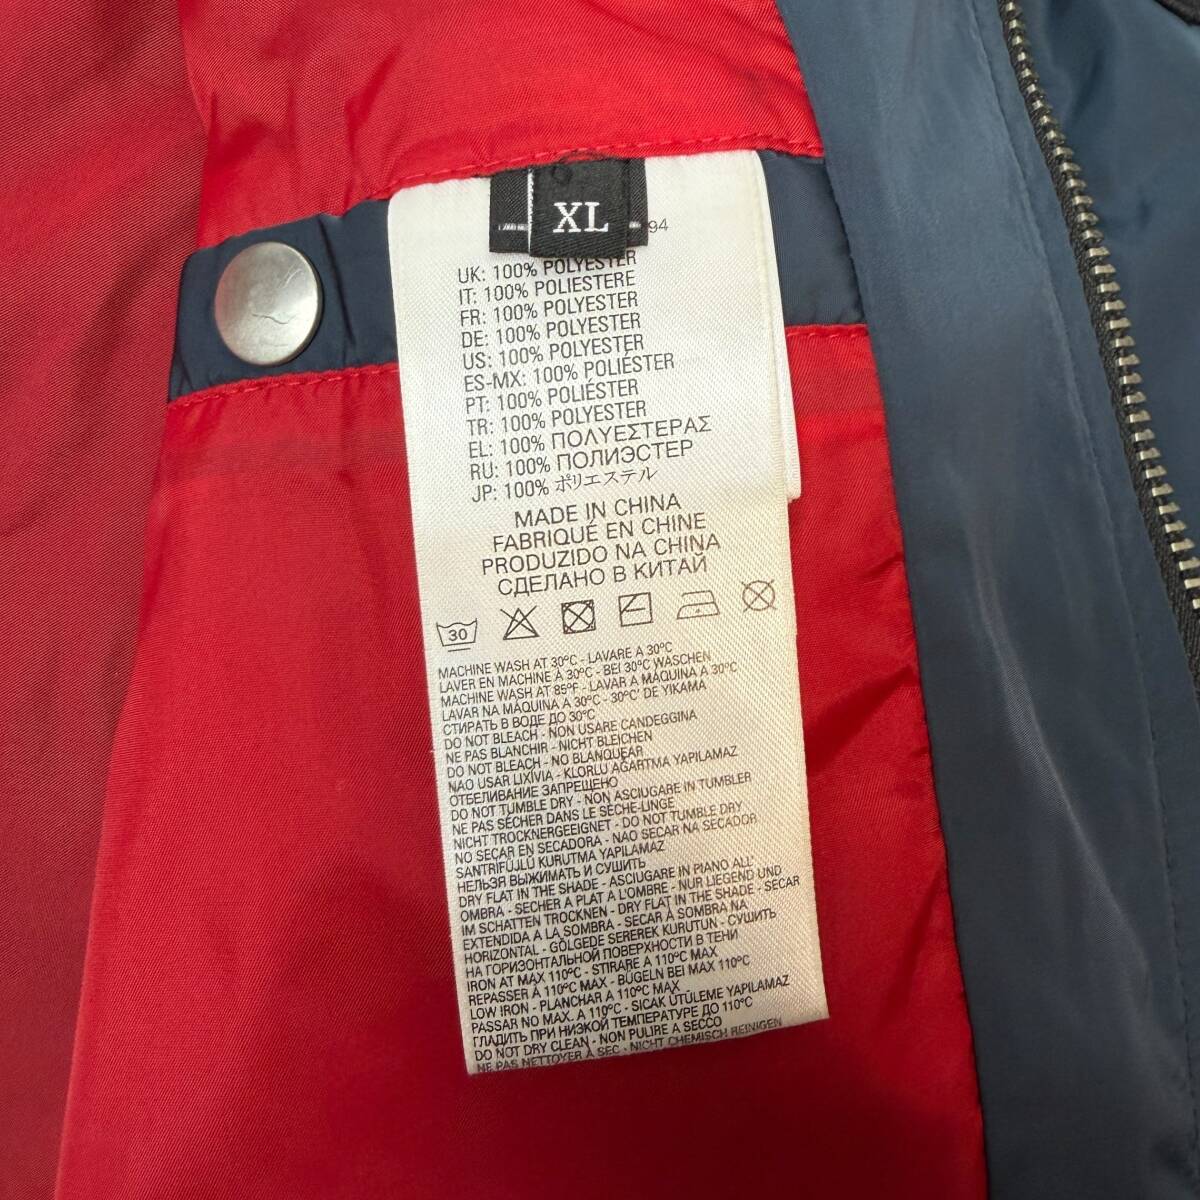 XL
94
UK: 100% POLYESTER
IT: 100% POLIESTERE
FR: 100% POLYESTER
DE: 100% POLYESTER
US: 100% POLYESTER
ES-MX: 100% POLIÉSTER
PT: 100% POLIÉSTER
TR: 100% POLYESTER
EL: 100% ΠΟΛΥΕΣΤΕΡΑΣ
RU: 100% ПОЛИЭСТЕР
JP: 100% ポリエステル
MADE IN CHINA
FABRIQUÉ EN CHINE
PRODUZIDO NA CHINA
СДЕЛАНО В КИТАЙ
30
MACHINE WASH AT 30°C - LAVARE A 30°C
LAVER EN MACHINE À 30°C - BEI 30°C WASCHEN
MACHINE WASH AT 85°F - LAVAR A MÁQUINA A 30°C
LAVAR NA MÁQUINA A 30°C - 30°C' DE YIKAMA
СТИРАТЬ В ВОДЕ ДО 30°C
DO NOT BLEACH - NON USARE CANDEGGINA
NE PAS BLANCHIR - NICHT BLEICHEN
DO NOT BLEACH - NO BLANQUEAR
NAO USAR LIXÍVIA - KLORLU AĞARTMA YAPILAMAZ
ОТБЕЛИВАНИЕ ЗАПРЕЩЕНО
DO NOT TUMBLE DRY - NON ASCIUGARE IN TUMBLER
NE PAS SÉCHER DANS LE SÈCHE-LINGE
NICHT TROCKNERGEEIGNET - DO NOT TUMBLE DRY
NO SECAR EN SECADORA - NAO SECAR NA SECADOR
SANTRIFÜJLÜ KURUTMA YAPILAMAZ
НЕЛЬЗЯ ВЫЖИМАТЬ И СУШИТЬ
DRY FLAT IN THE SHADE - ASCIUGARE IN PIANO ALL'
OMBRA - SÉCHER A PLAT A L'OMBRE - NUR LIEGEND UND
IM SCHATTEN TROCKNEN - DRY FLAT IN THE SHADE - SECAR
EXTENDIDA A LA SOMBRA - SECAR À SOMBRA NA
HORIZONTAL - GÖLGEDE SEREREK KURUTUN - СУШИТЬ
НА ГОРИЗОНТАЛЬНОЙ ПОВЕРХНОСТИ В ТЕНИ
IRON AT MAX 110°C - STIRARE A 110°C MAX
REPASSER À 110°C MAX - BÜGELN BEI MAX 110°C
LOW IRON - PLANCHAR A 110°C MAX
PASSAR NO MAX. A 110°C - SICAK ÜTÜLEME YAPILAMAZ
ГЛАДИТЬ ПРИ НИЗКОЙ ТЕМПЕРАТУРЕ ДО 110°C
DO NOT DRY CLEAN - NON PULIRE A SECCO
NE PAS NETTOYER À SEC - NICHT CHEMISCH REINIGEN